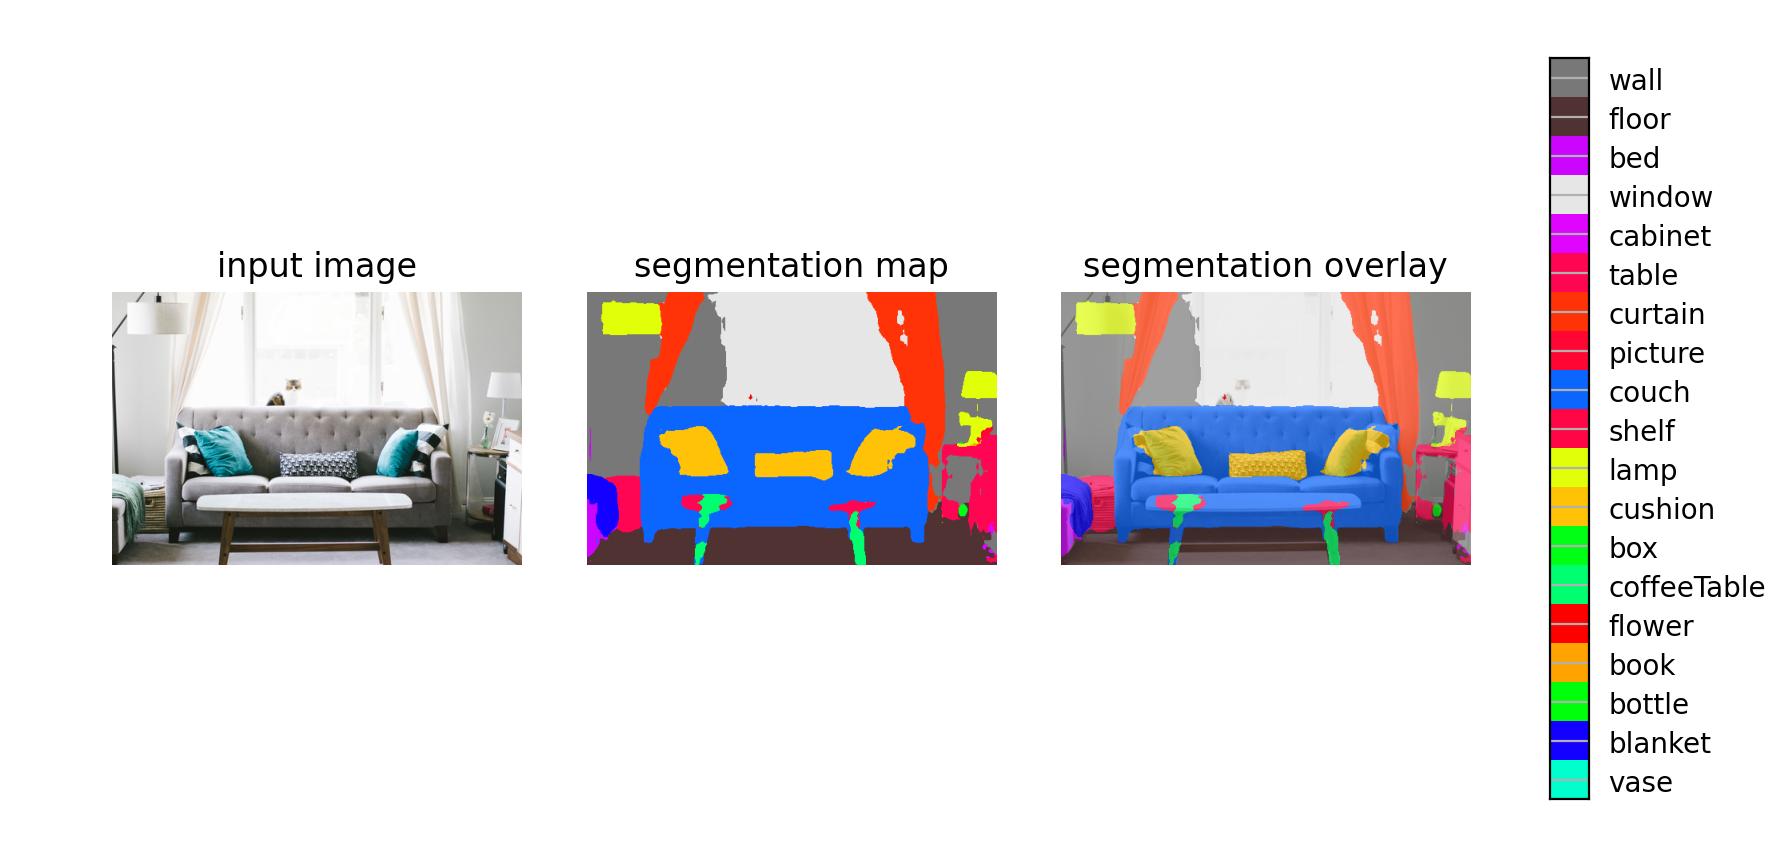 input image
segmentation map
segmentation overlay
wall
floor
bed
window
cabinet
table
curtain
picture
couch
shelf
lamp
cushion
box
coffeeTable
flower
book
bottle
blanket
vase